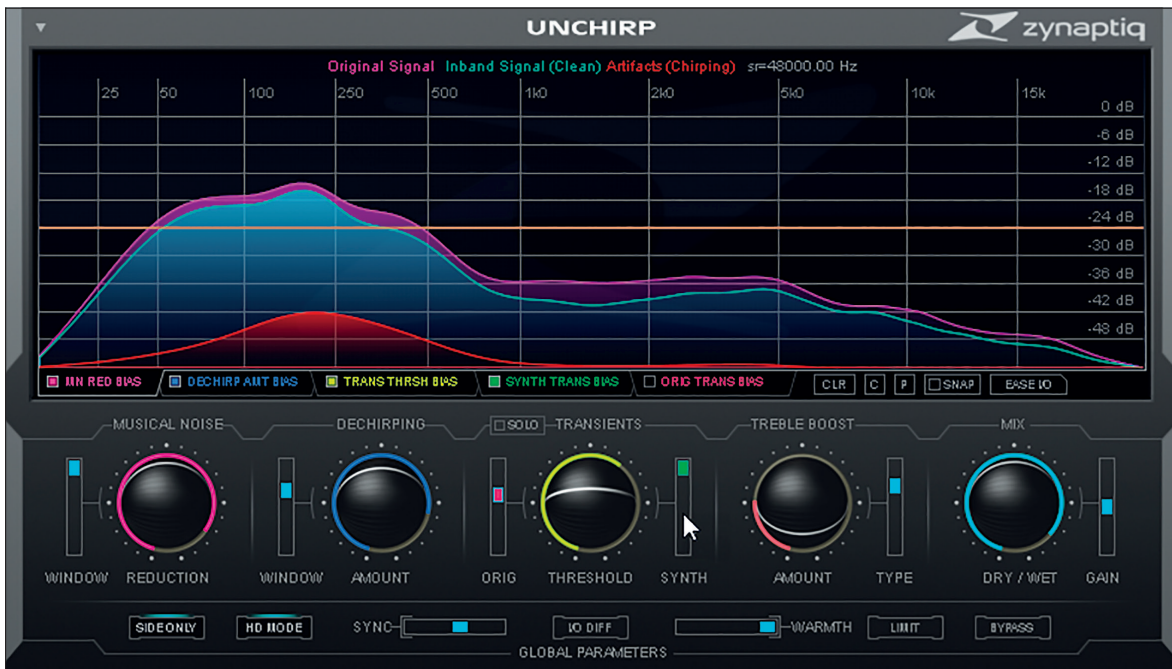 UNCHIRP
zynaptiq
Original Signal Inband Signal (Clean) Artifacts (Chirping) sr=48000.00 Hz
25 50 100 250 500 1k0 2k0 5k0 10k 15k
0 dB
-6 dB
-12 dB
-18 dB
-24 dB
-30 dB
-36 dB
-42 dB
-48 dB
MN RED BIAS DECHIRP AMT BIAS TRANS THRSH BIAS SYNTH TRANS BIAS ORIG TRANS BIAS CLR C P SNAP EASE I/O
MUSICAL NOISE DECHIRPING SOLO TRANSIENTS TREBLE BOOST MIX
WINDOW REDUCTION WINDOW AMOUNT ORIG THRESHOLD SYNTH AMOUNT TYPE DRY / WET GAIN
SIDE ONLY HD MODE SYNC I/O DIFF WARMTH LIMIT BYPASS
GLOBAL PARAMETERS